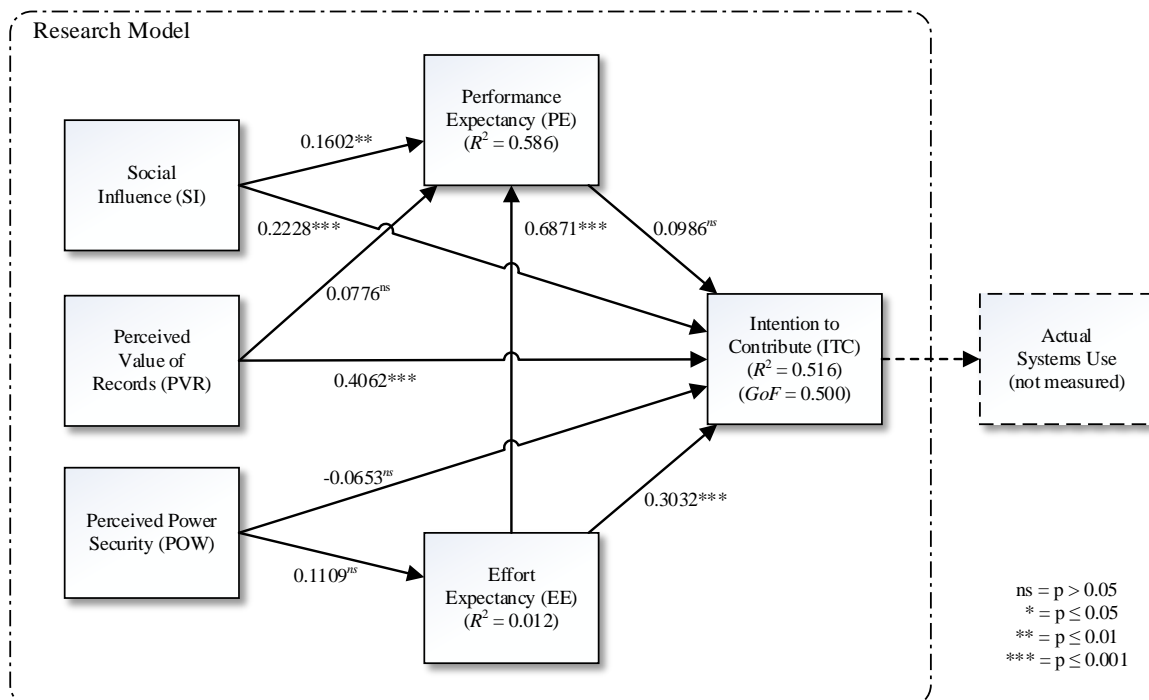 Research Model
Performance
Expectancy (PE)
(R² = 0.586)
0.1602**
Social
Influence (SI)
0.2228***
0.6871***
0.0986ns
0.0776ns
Perceived
Value of
Records (PVR)
0.4062***
Intention to
Contribute (ITC)
(R² = 0.516)
(GoF = 0.500)
Actual
Systems Use
(not measured)
-0.0653ns
Perceived Power
Security (POW)
0.3032***
0.1109ns
Effort
Expectancy (EE)
(R² = 0.012)
ns = p > 0.05
* = p ≤ 0.05
** = p ≤ 0.01
*** = p ≤ 0.001